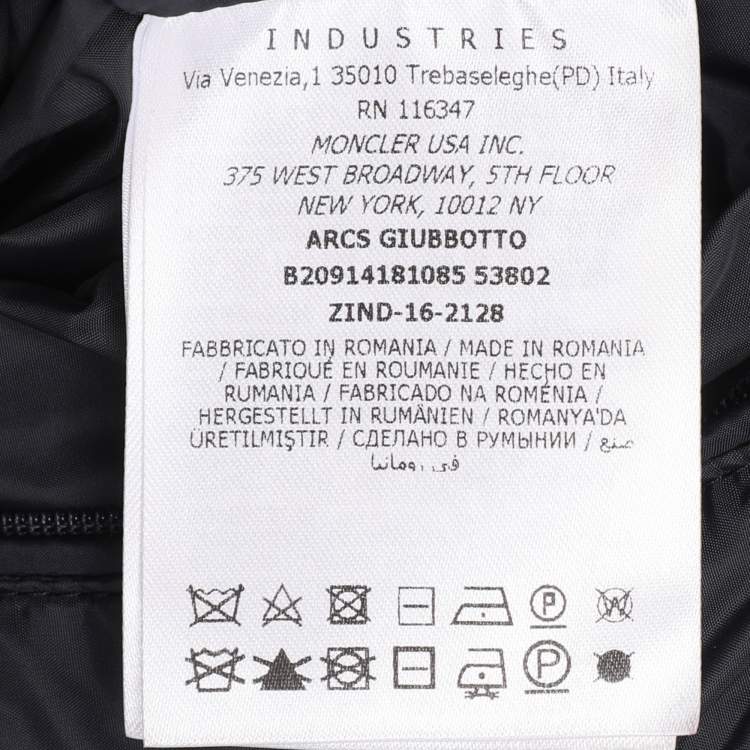 INDUSTRIES
Via Venezia,1 35010 Trebaseleghe(PD) Italy
RN 116347
MONCLER USA INC.
375 WEST BROADWAY, 5TH FLOOR
NEW YORK, 10012 NY
ARCS GIUBBOTTO
B20914181085 53802
ZIND-16-2128
FABBRICATO IN ROMANIA / MADE IN ROMANIA
/ FABRIQUÉ EN ROUMANIE / HECHO EN
RUMANIA / FABRICADO NA ROMÉNIA /
HERGESTELLT IN RUMÄNIEN / ROMANYA'DA
ÜRETILMIŞTIR / СДЕЛАНО В РУМЫНИИ / صنع
في رومانيا
P W
P